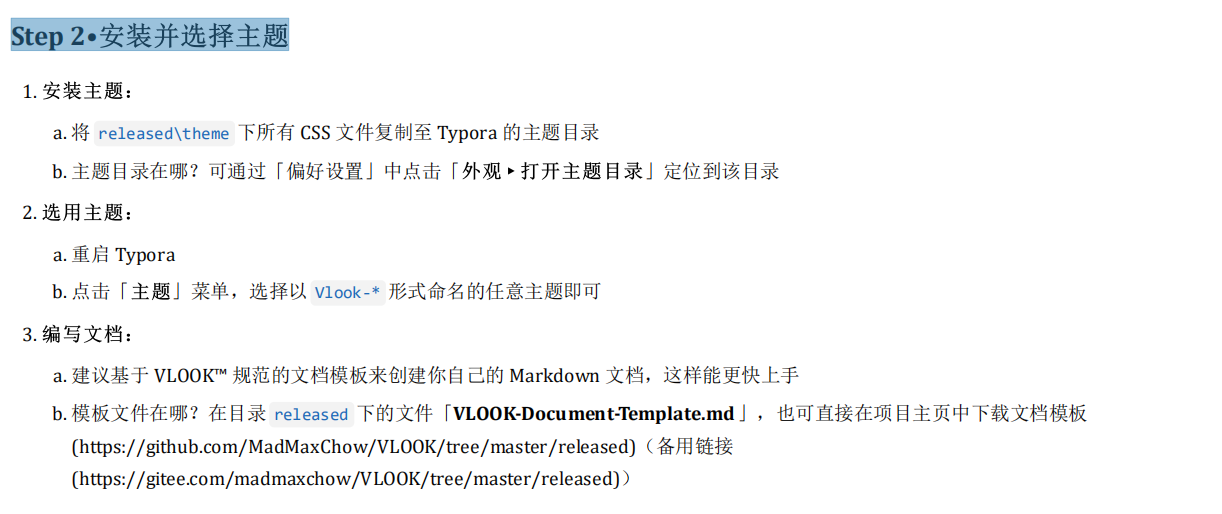 Step 2•安装并选择主题
1. 安装主题：
a. 将 released\theme 下所有 CSS 文件复制至 Typora 的主题目录
b. 主题目录在哪？可通过「偏好设置」中点击「外观 ▸ 打开主题目录」定位到该目录
2. 选用主题：
a. 重启 Typora
b. 点击「主题」菜单，选择以 Vlook-* 形式命名的任意主题即可
3. 编写文档：
a. 建议基于 VLOOK™ 规范的文档模板来创建你自己的 Markdown 文档，这样能更快上手
b. 模板文件在哪？在目录 released 下的文件「VLOOK-Document-Template.md」，也可直接在项目主页中下载文档模板
(https://github.com/MadMaxChow/VLOOK/tree/master/released)（备用链接
(https://gitee.com/madmaxchow/VLOOK/tree/master/released)）